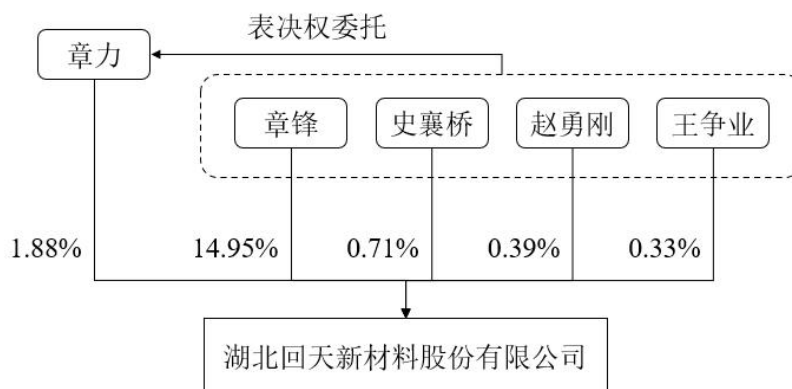 表决权委托
章力
章锋
史襄桥
赵勇刚
王争业
1.88%
14.95%
0.71%
0.39%
0.33%
湖北回天新材料股份有限公司